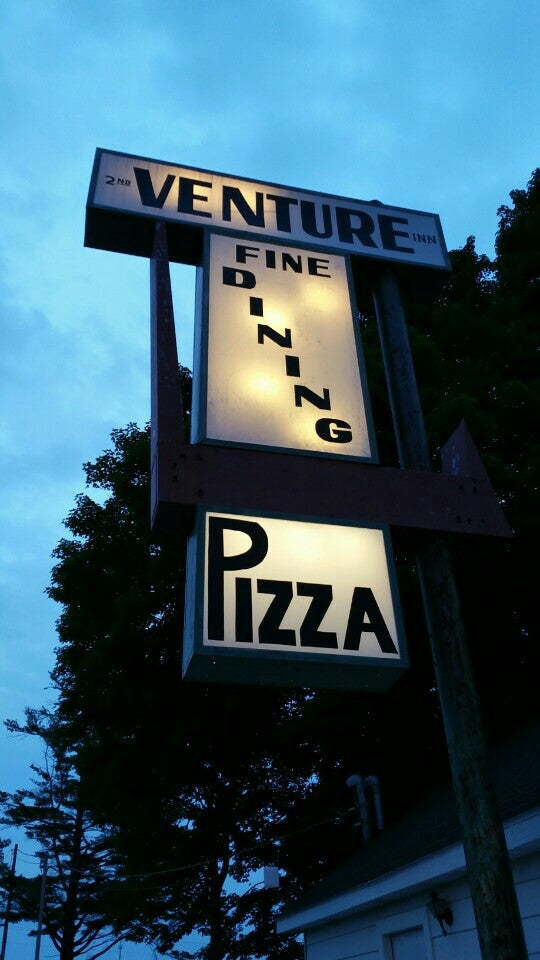 2ND VENTURE INN
FINE
DINING
PIZZA